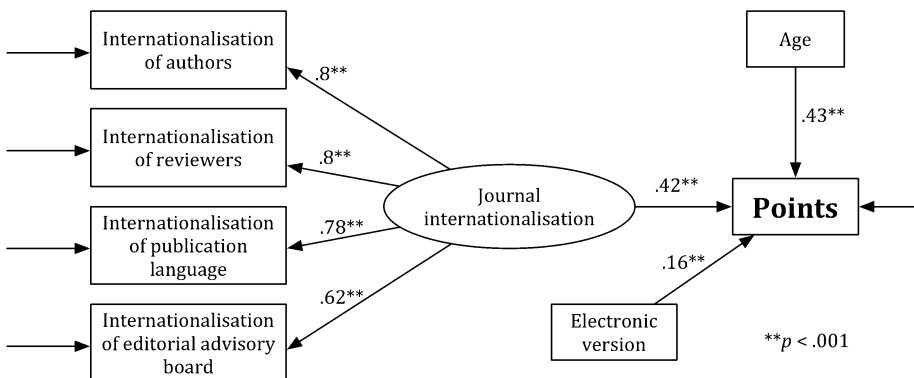 Internationalisation
of authors
.8**
Age
.43**
Internationalisation
of reviewers
.8**
Journal
internationalisation
.42**
Points
Internationalisation
of publication
language
.78**
.16**
.62**
Internationalisation
of editorial advisory
board
Electronic
version
**p < .001